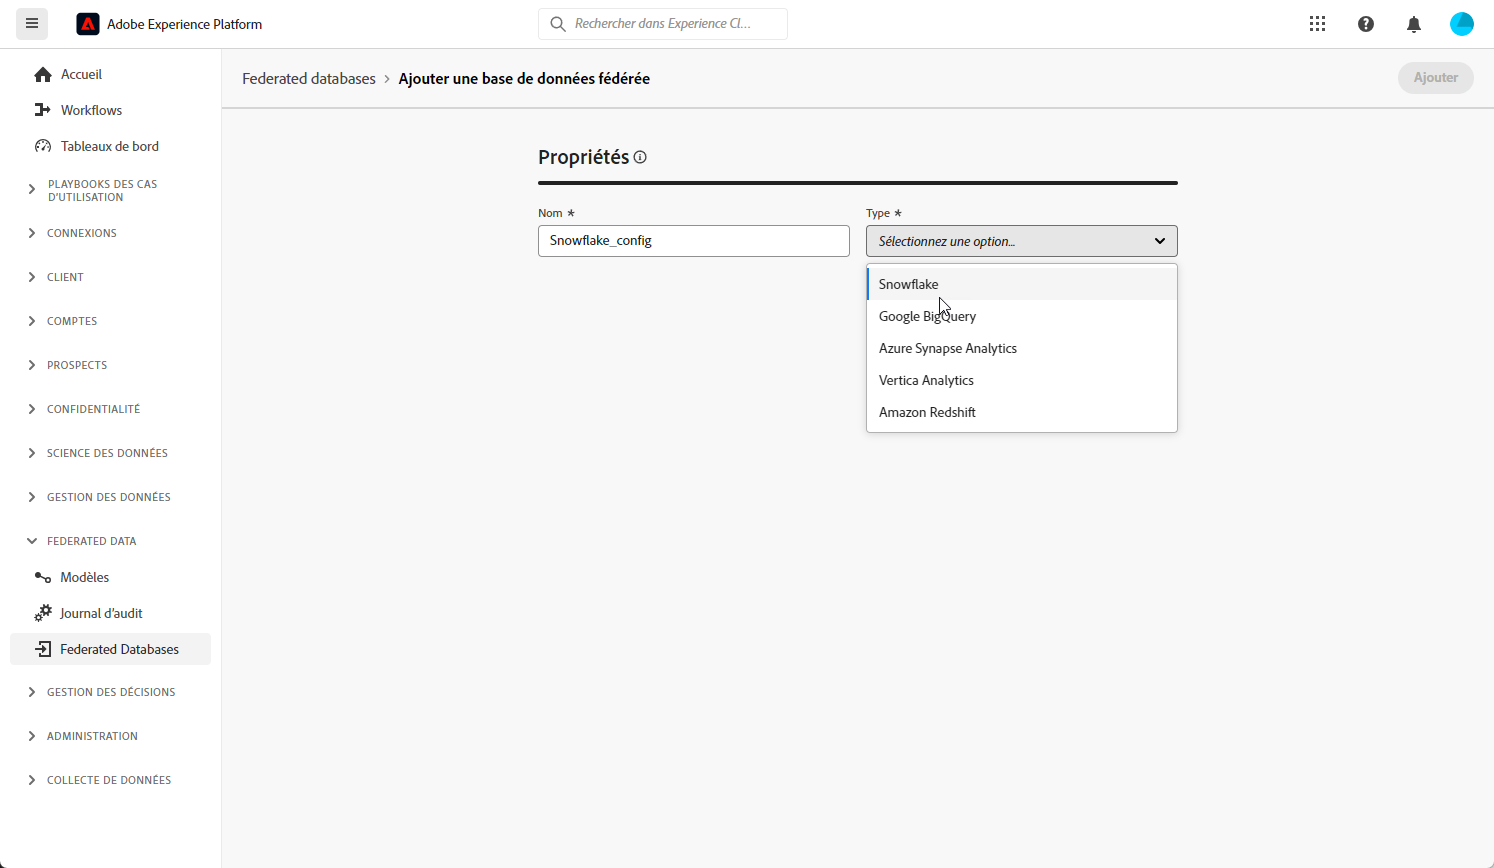 Adobe Experience Platform
Rechercher dans Experience Cl...
Accueil
Workflows
Tableaux de bord
PLAYBOOKS DES CAS
D'UTILISATION
CONNEXIONS
CLIENT
COMPTES
PROSPECTS
CONFIDENTIALITÉ
SCIENCE DES DONNÉES
GESTION DES DONNÉES
FEDERATED DATA
Modèles
Journal d'audit
Federated Databases
GESTION DES DÉCISIONS
ADMINISTRATION
COLLECTE DE DONNÉES
Federated databases > Ajouter une base de données fédérée
Ajouter
Propriétés
Nom *
Snowflake_config
Type *
Sélectionnez une option...
Snowflake
Google BigQuery
Azure Synapse Analytics
Vertica Analytics
Amazon Redshift